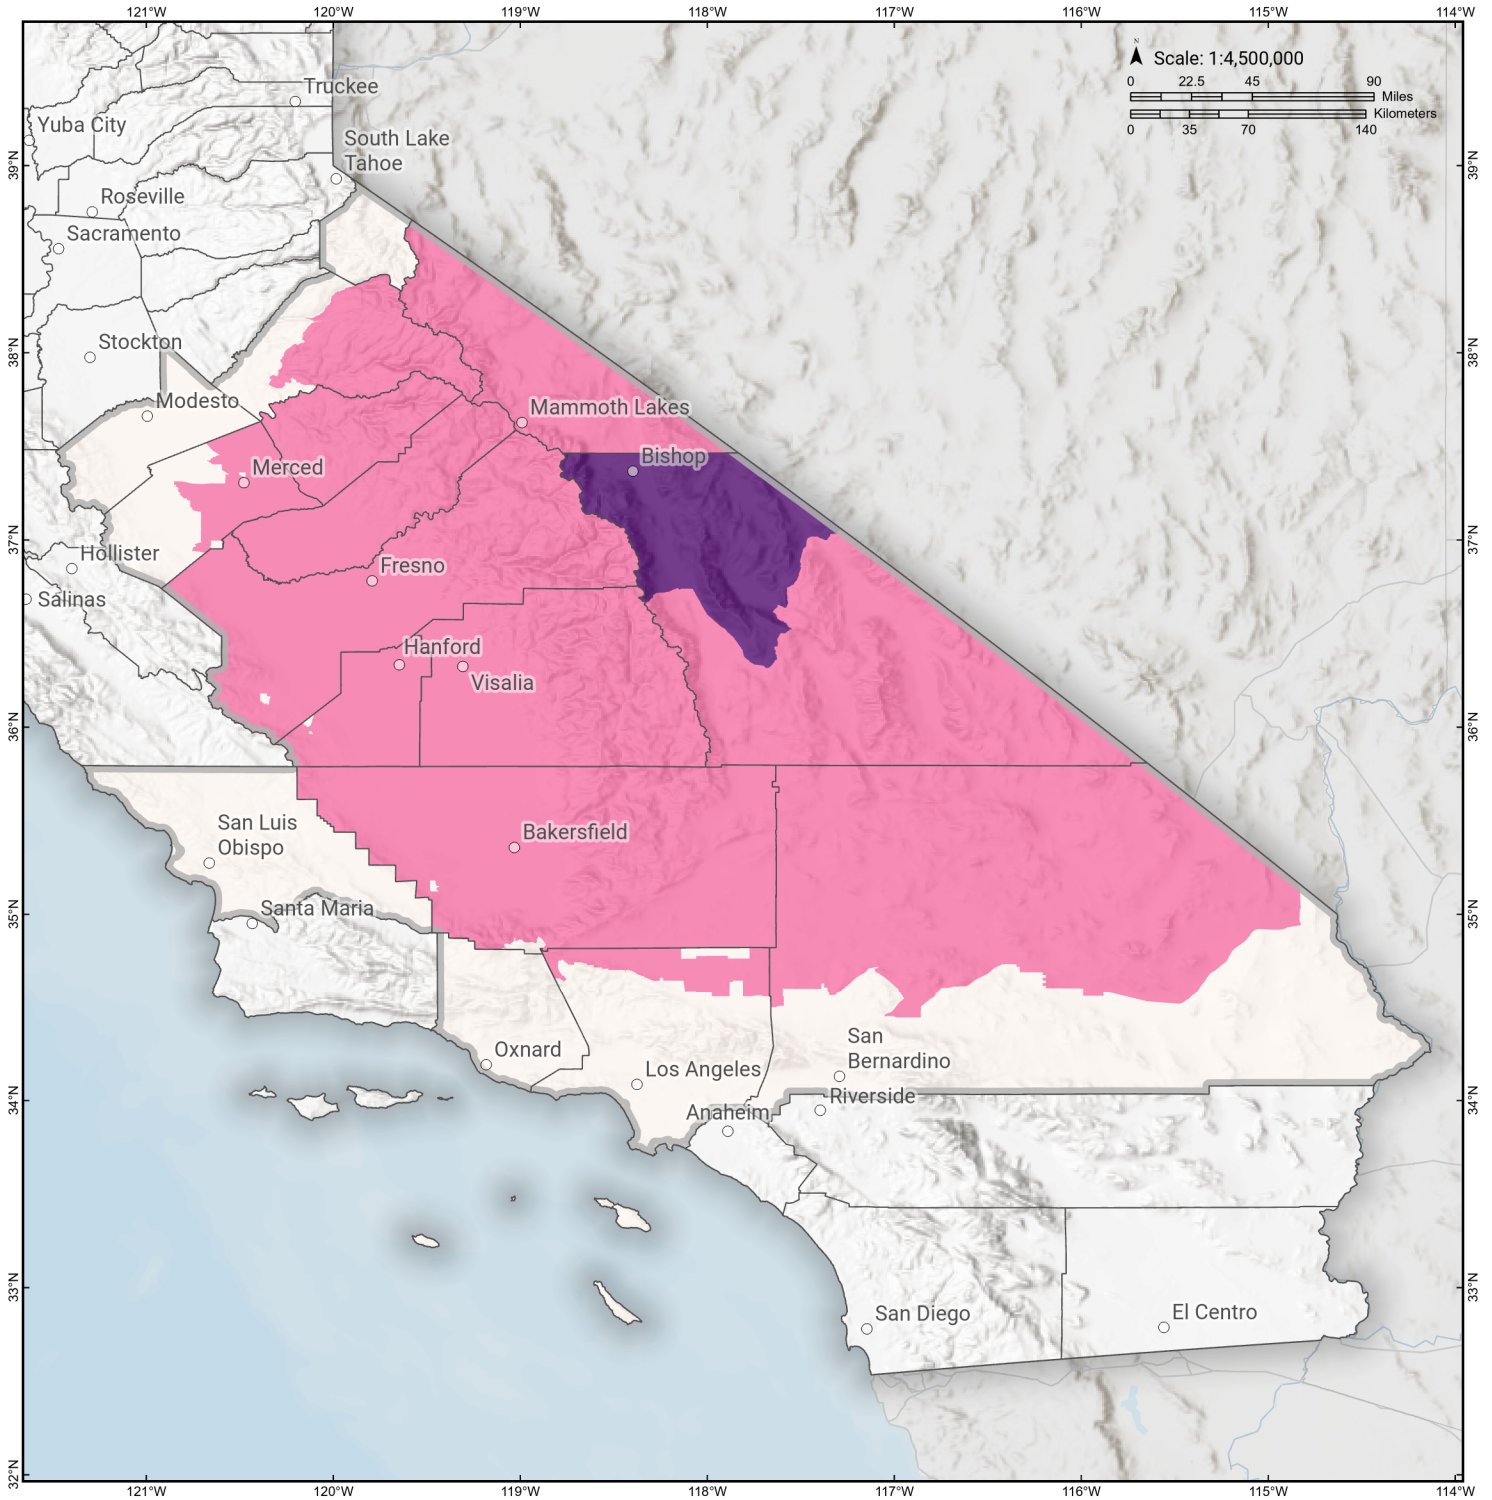 121°W 120°W 119°W 118°W 117°W 116°W 115°W 114°W
N
Scale: 1:4,500,000
0 22.5 45 90
Miles
Kilometers
0 35 70 140
Truckee
Yuba City
South Lake
Tahoe
39°N 39°N
Roseville
Sacramento
Stockton
38°N 38°N
Modesto
Mammoth Lakes
Bishop
Merced
37°N 37°N
Hollister
Fresno
Salinas
Hanford
Visalia
36°N 36°N
San Luis
Obispo
Bakersfield
Santa Maria
35°N 35°N
Oxnard
San
Bernardino
Los Angeles
Riverside
34°N 34°N
Anaheim
33°N 33°N
San Diego
El Centro
32°N
121°W 120°W 119°W 118°W 117°W 116°W 115°W 114°W